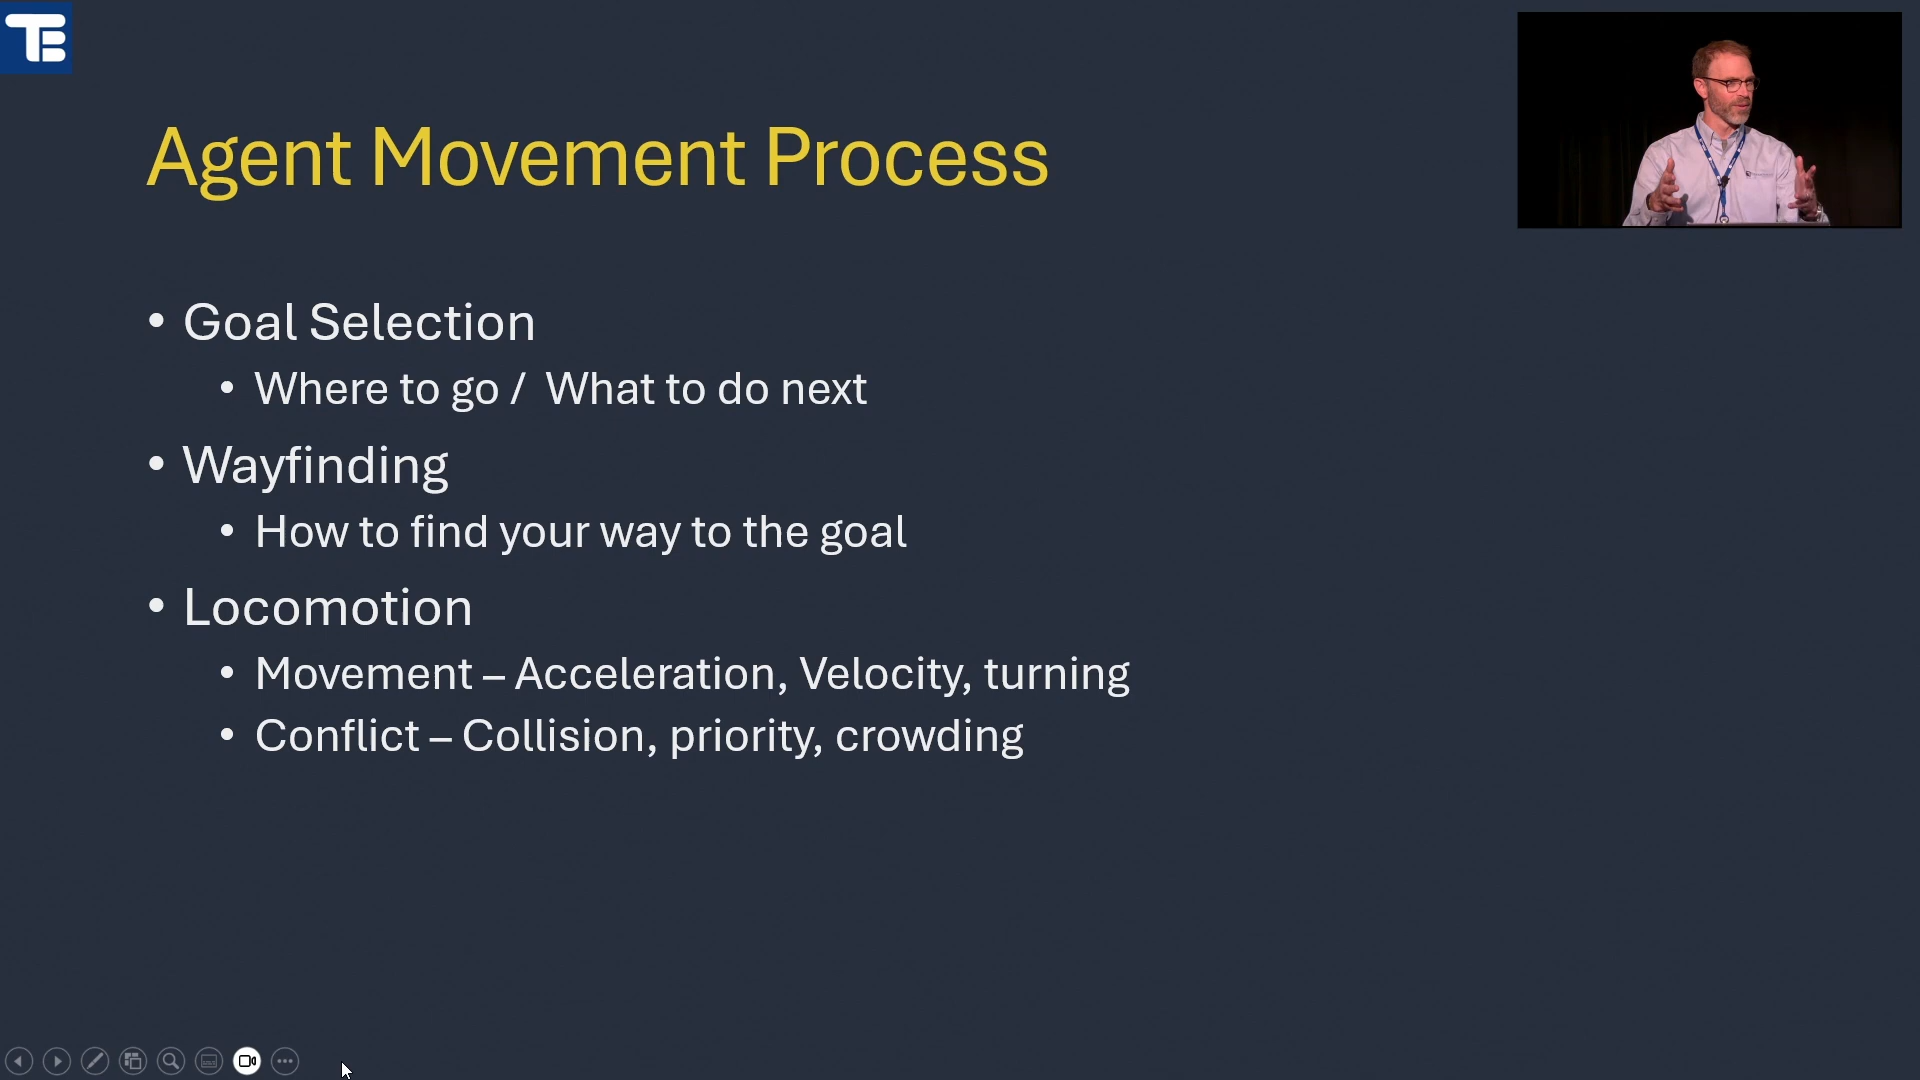 TEB
Agent Movement Process
• Goal Selection
• Where to go / What to do next
• Wayfinding
• How to find your way to the goal
• Locomotion
• Movement – Acceleration, Velocity, turning
• Conflict – Collision, priority, crowding